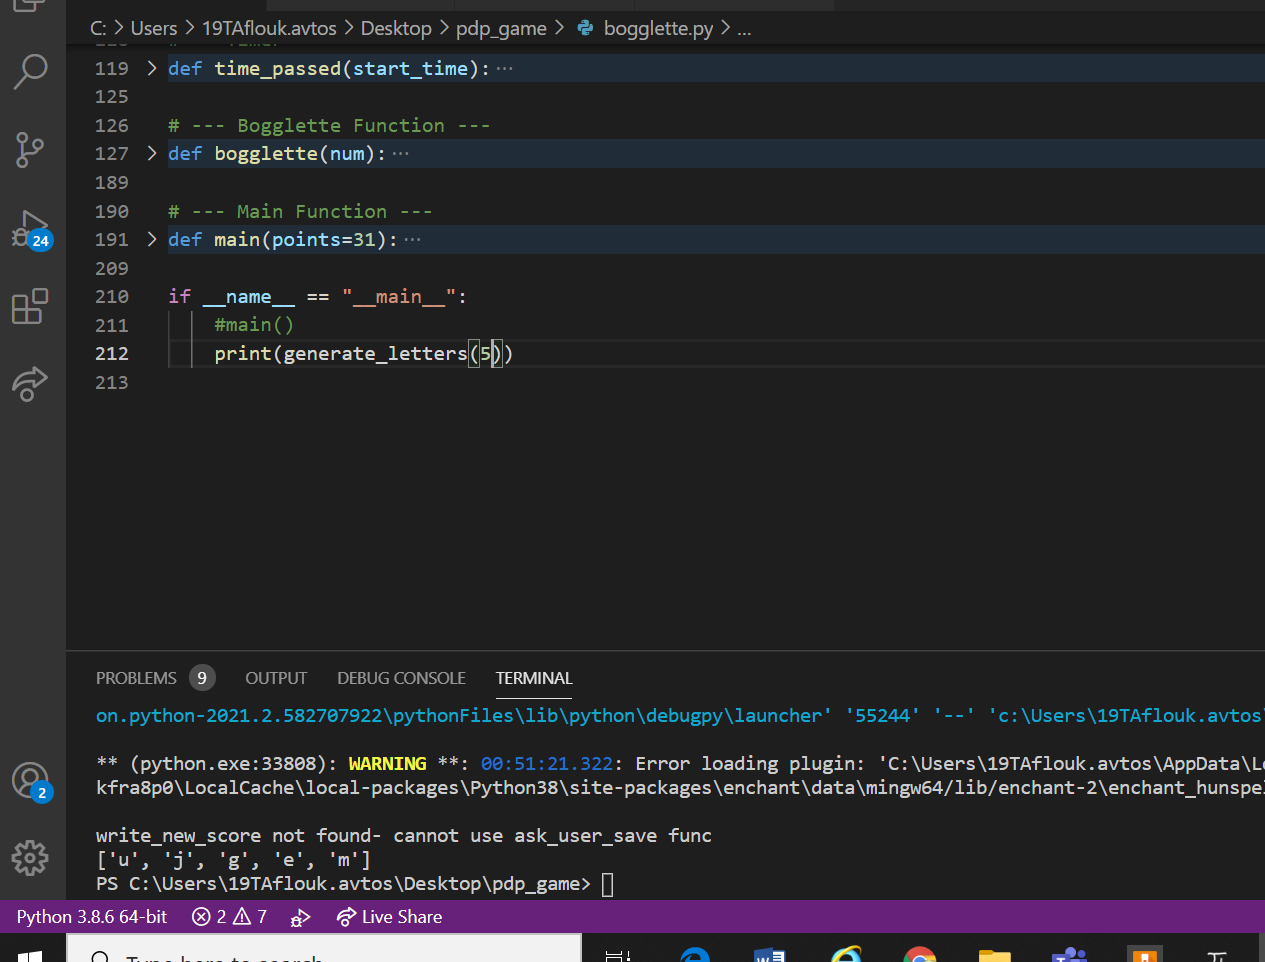 C: > Users > 19TAflouk.avtos > Desktop > pdp_game > bogglette.py > ...
119 > def time_passed(start_time):···
125
126 # --- Bogglette Function ---
127 > def bogglette(num):···
189
190 # --- Main Function ---
191 > def main(points=31):···
209
210 if __name__ == "__main__":
211 #main()
212 print(generate_letters(5))
213
24
PROBLEMS 9 OUTPUT DEBUG CONSOLE TERMINAL
on.python-2021.2.582707922\pythonFiles\lib\python\debugpy\launcher' '55244' '--' 'c:\Users\19TAflouk.avtos
** (python.exe:33808): WARNING **: 00:51:21.322: Error loading plugin: 'C:\Users\19TAflouk.avtos\AppData\Lo
kfra8p0\LocalCache\local-packages\Python38\site-packages\enchant\data\mingw64/lib/enchant-2\enchant_hunspel
write_new_score not found- cannot use ask_user_save func
['u', 'j', 'g', 'e', 'm']
PS C:\Users\19TAflouk.avtos\Desktop\pdp_game>
2
Python 3.8.6 64-bit 2 7 Live Share
Type here to search